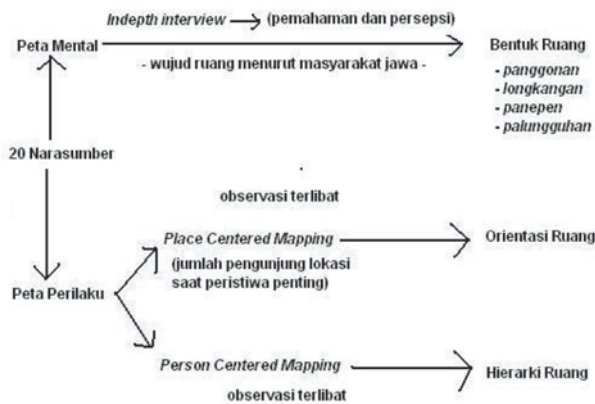 Indepth interview (pemahaman dan persepsi)
Peta Mental
Bentuk Ruang
- wujud ruang menurut masyarakat jawa -
- panggonan
- longkangan
- panepen
- palungguhan
20 Narasumber
observasi terlibat
Place Centered Mapping
Orientasi Ruang
(jumlah pengunjung lokasi
saat peristiwa penting)
Peta Perilaku
Person Centered Mapping
Hierarki Ruang
observasi terlibat